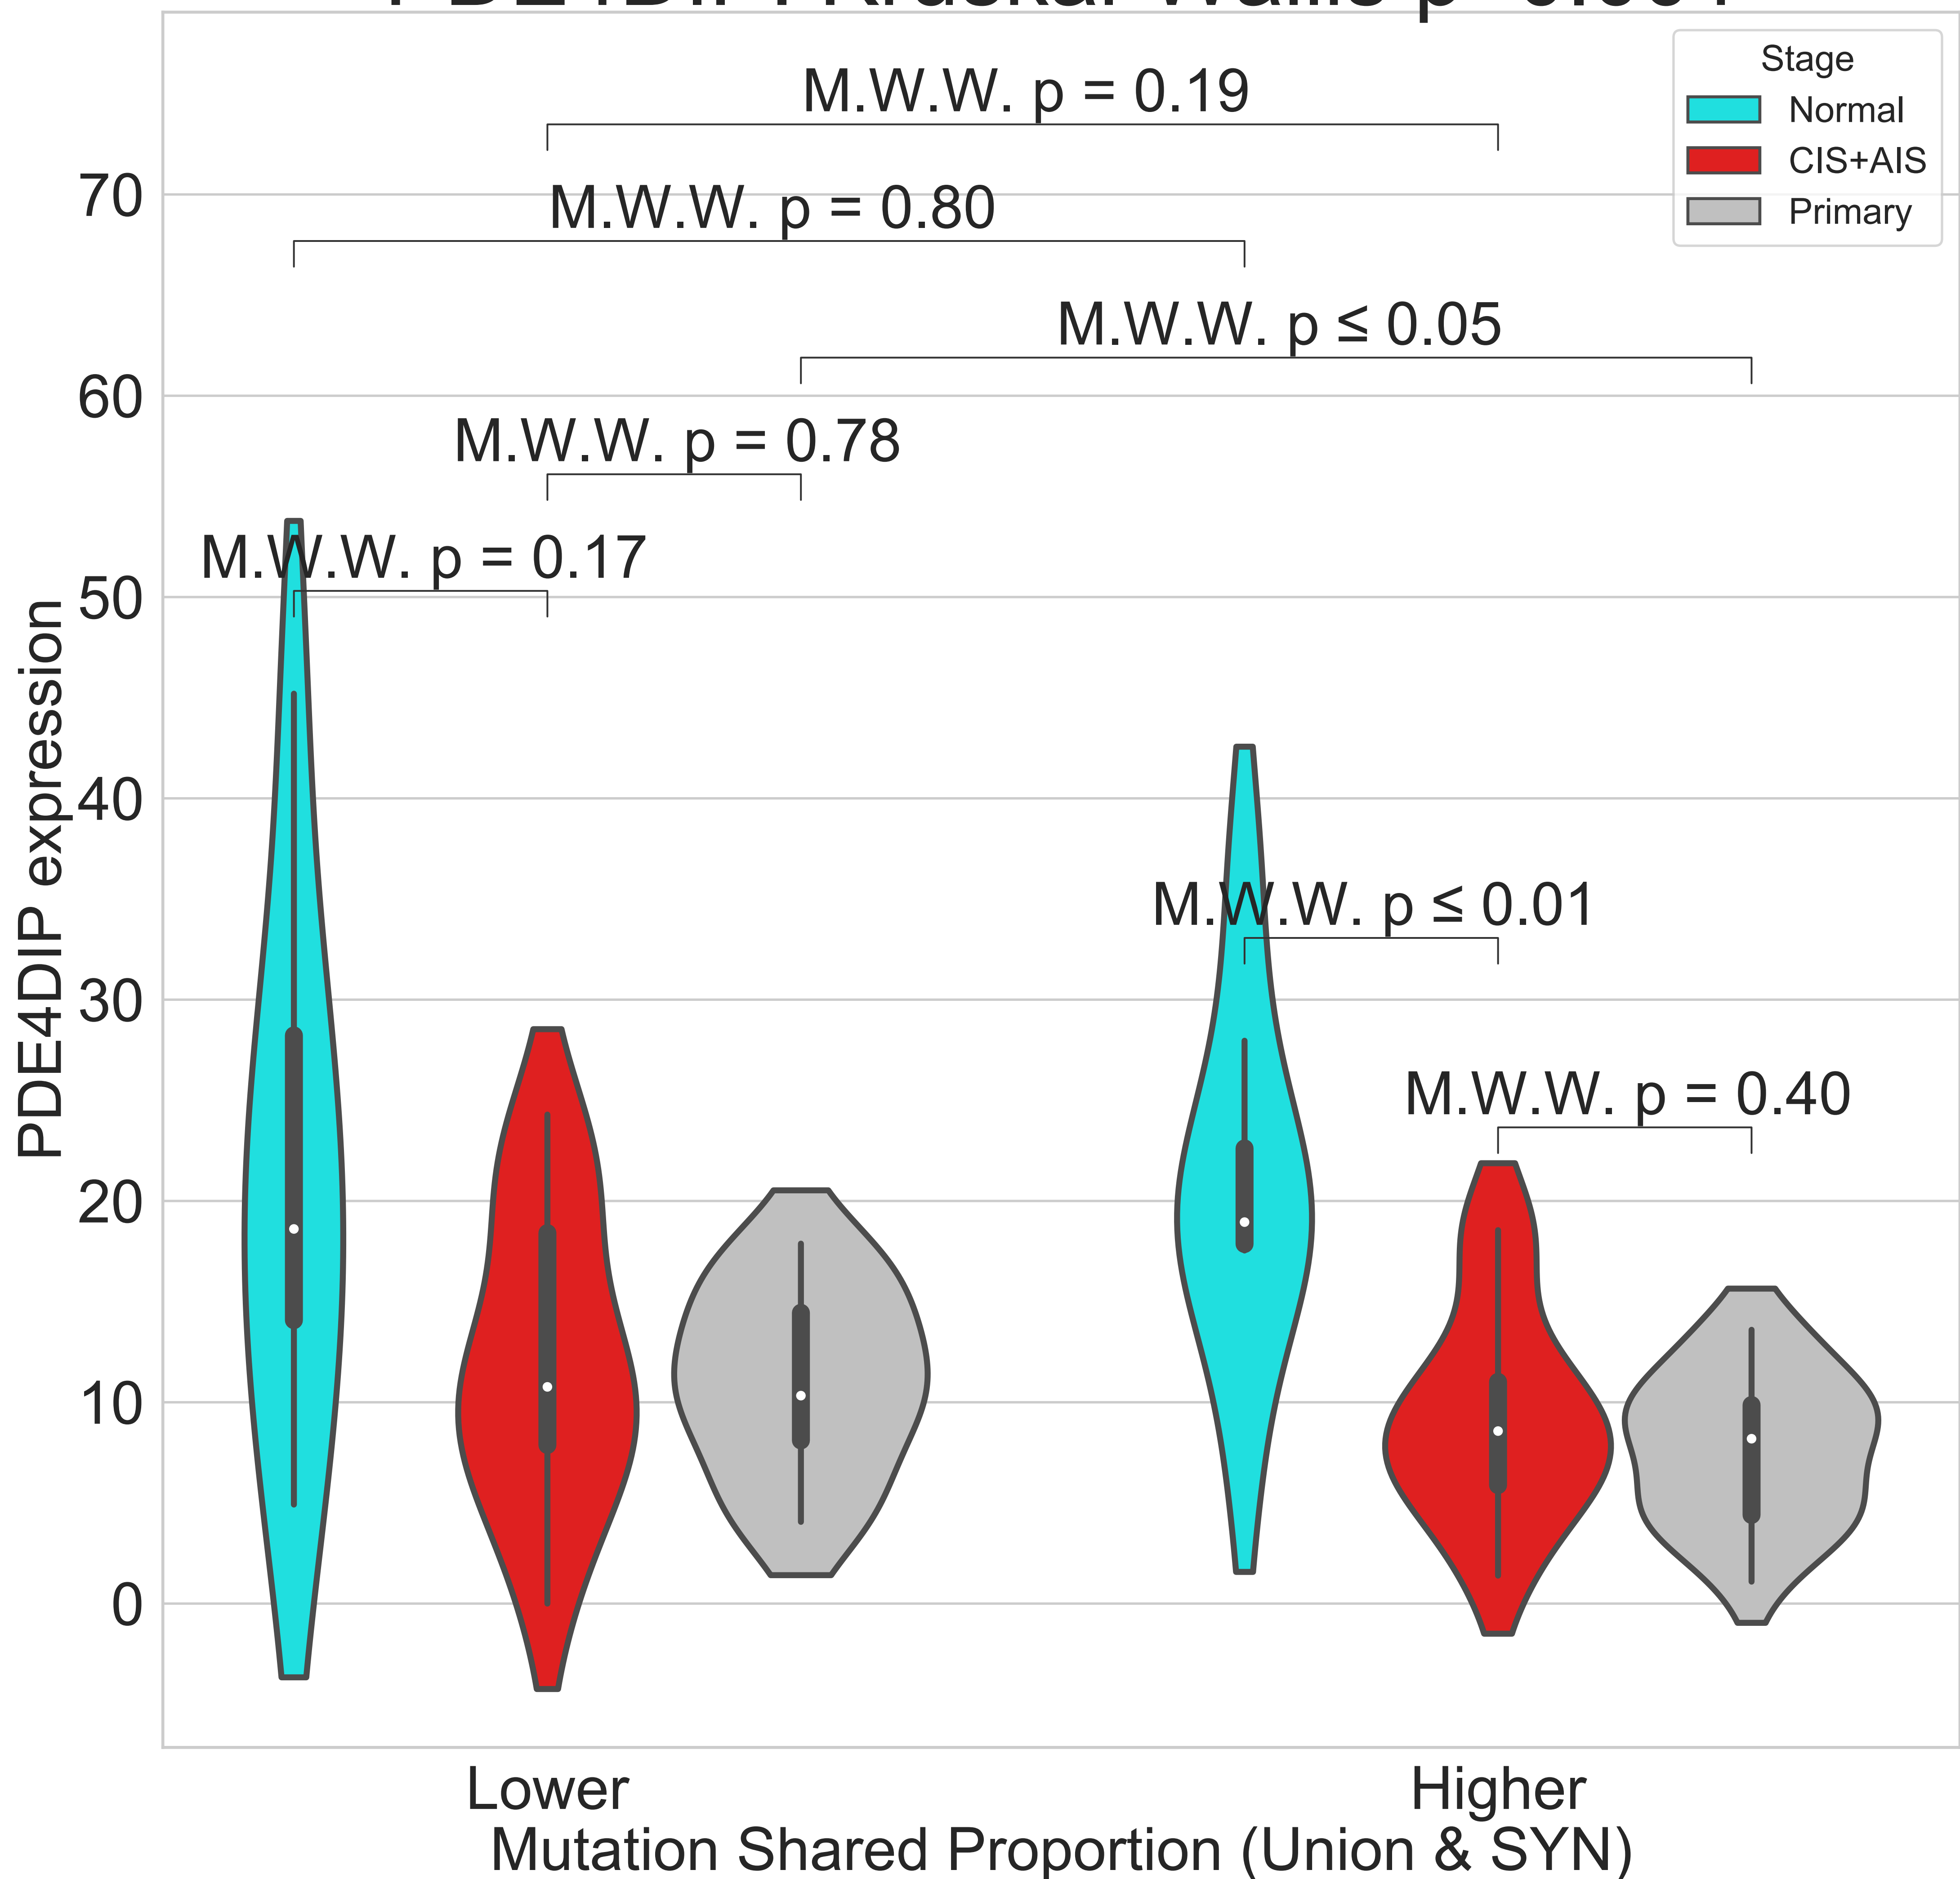 Stage
Normal
CIS+AIS
Primary
M.W.W. p = 0.19
M.W.W. p = 0.80
M.W.W. p ≤ 0.05
M.W.W. p = 0.78
M.W.W. p = 0.17
M.W.W. p ≤ 0.01
M.W.W. p = 0.40
70
60
50
40
30
20
10
0
PDE4DIP expression
Lower
Higher
Mutation Shared Proportion (Union & SYN)